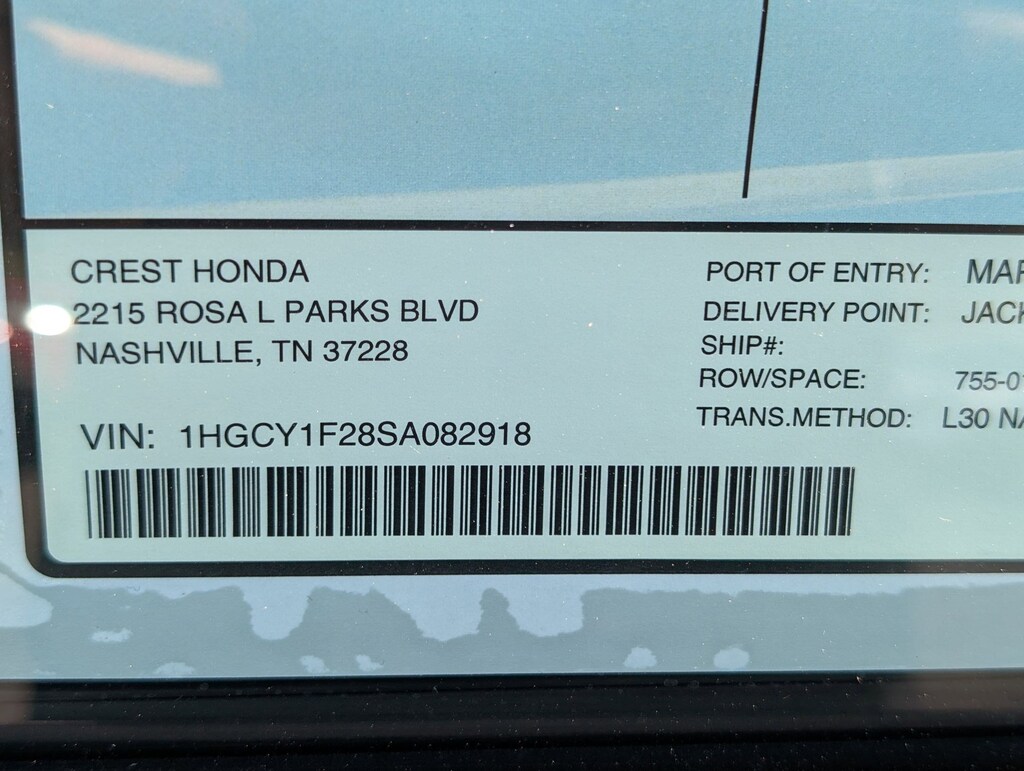 CREST HONDA
2215 ROSA L PARKS BLVD
NASHVILLE, TN 37228
VIN: 1HGCY1F28SA082918
PORT OF ENTRY:
DELIVERY POINT:
SHIP#:
ROW/SPACE:
TRANS.METHOD: L30